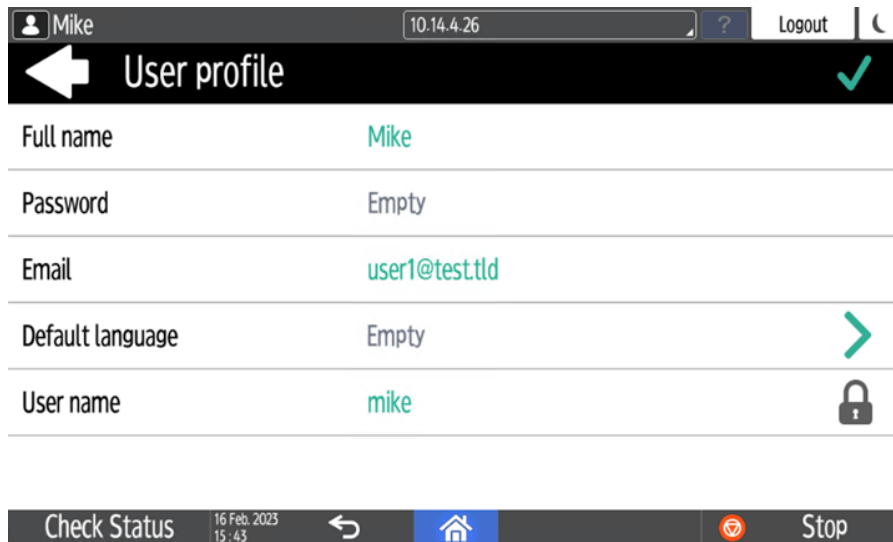 Mike 10.14.4.26 ? Logout
User profile
Full name Mike
Password Empty
Email user1@test.tld
Default language Empty
User name mike
Check Status 16 Feb. 2023 Stop
15:43